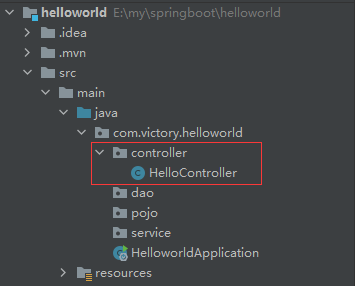 helloworld E:\my\springboot\helloworld
.idea
.mvn
src
main
java
com.victory.helloworld
controller
HelloController
dao
pojo
service
HelloworldApplication
resources